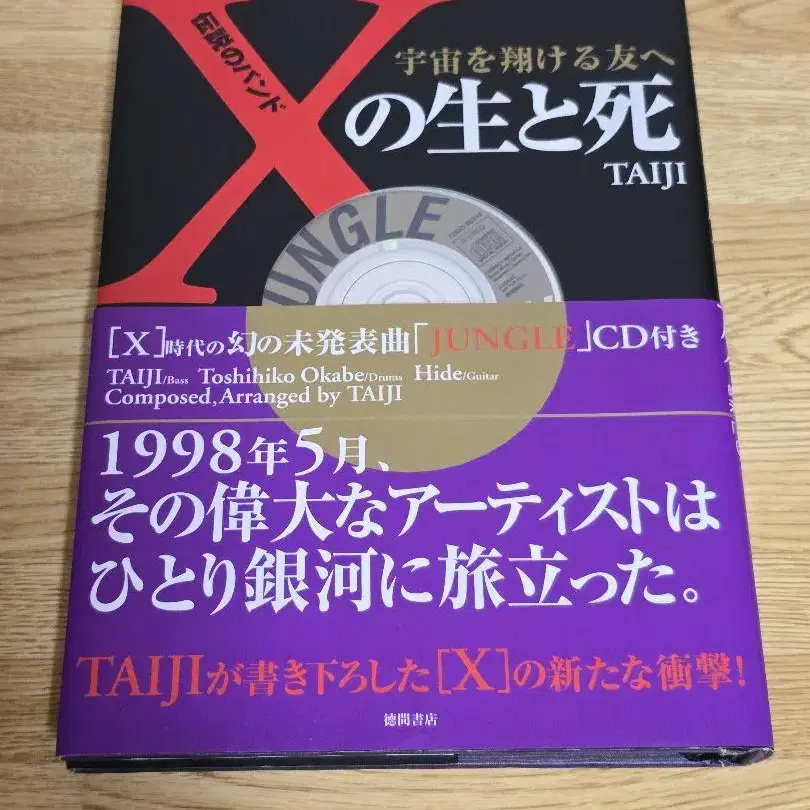 X
伝説のバンド
宇宙を翔ける友へ
の生と死
TAIJI
JUNGLE
[X]時代の幻の未発表曲「JUNGLE」CD付き
TAIJI/Bass Toshihiko Okabe/Drums Hide/Guitar
Composed,Arranged by TAIJI
1998年5月、
その偉大なアーティストは
ひとり銀河に旅立った。
TAIJIが書き下ろした[X]の新たな衝撃!
徳間書店